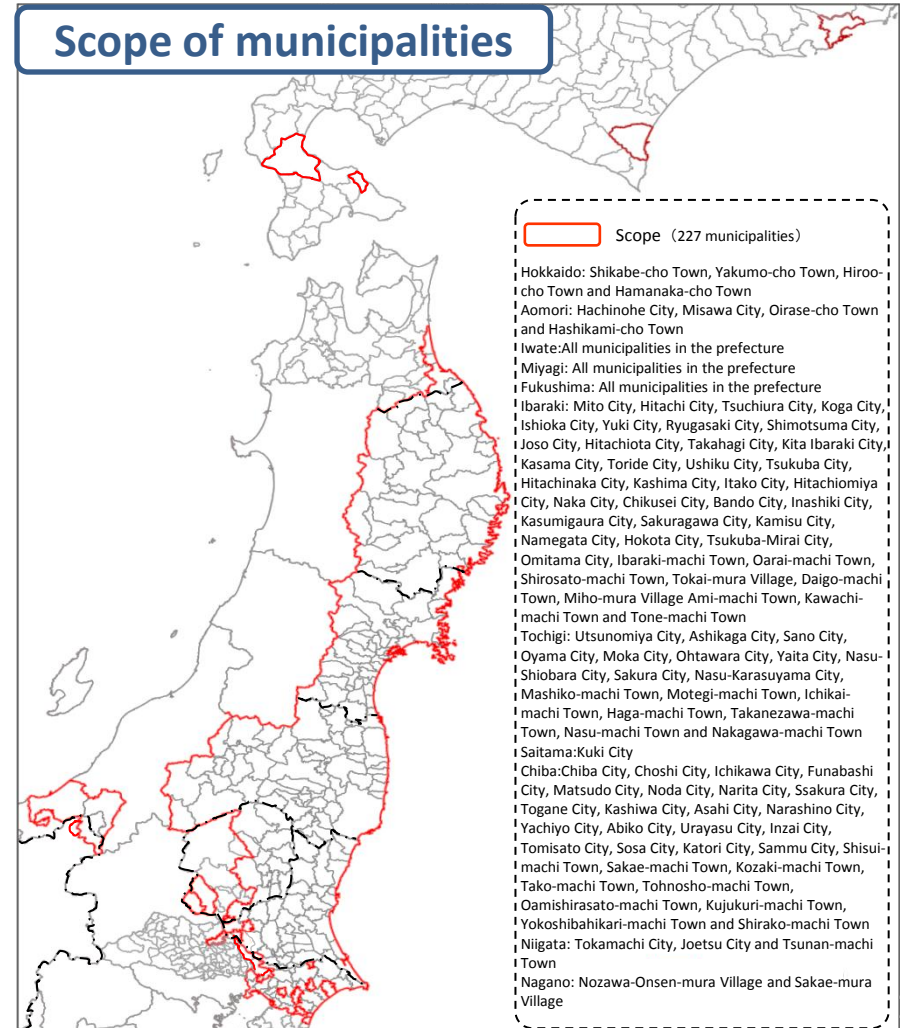 Scope of municipalities
Scope（227 municipalities）
Hokkaido: Shikabe-cho Town, Yakumo-cho Town, Hiroo-
cho Town and Hamanaka-cho Town
Aomori: Hachinohe City, Misawa City, Oirase-cho Town
and Hashikami-cho Town
Iwate:All municipalities in the prefecture
Miyagi: All municipalities in the prefecture
Fukushima: All municipalities in the prefecture
Ibaraki: Mito City, Hitachi City, Tsuchiura City, Koga City,
Ishioka City, Yuki City, Ryugasaki City, Shimotsuma City,
Joso City, Hitachiota City, Takahagi City, Kita Ibaraki City,
Kasama City, Toride City, Ushiku City, Tsukuba City,
Hitachinaka City, Kashima City, Itako City, Hitachiomiya
City, Naka City, Chikusei City, Bando City, Inashiki City,
Kasumigaura City, Sakuragawa City, Kamisu City,
Namegata City, Hokota City, Tsukuba-Mirai City,
Omitama City, Ibaraki-machi Town, Oarai-machi Town,
Shirosato-machi Town, Tokai-mura Village, Daigo-machi
Town, Miho-mura Village Ami-machi Town, Kawachi-
machi Town and Tone-machi Town
Tochigi: Utsunomiya City, Ashikaga City, Sano City,
Oyama City, Moka City, Ohtawara City, Yaita City, Nasu-
Shiobara City, Sakura City, Nasu-Karasuyama City,
Mashiko-machi Town, Motegi-machi Town, Ichikai-
machi Town, Haga-machi Town, Takanezawa-machi
Town, Nasu-machi Town and Nakagawa-machi Town
Saitama:Kuki City
Chiba:Chiba City, Choshi City, Ichikawa City, Funabashi
City, Matsudo City, Noda City, Narita City, Ssakura City,
Togane City, Kashiwa City, Asahi City, Narashino City,
Yachiyo City, Abiko City, Urayasu City, Inzai City,
Tomisato City, Sosa City, Katori City, Sammu City, Shisui-
machi Town, Sakae-machi Town, Kozaki-machi Town,
Tako-machi Town, Tohnosho-machi Town,
Oamishirasato-machi Town, Kujukuri-machi Town,
Yokoshibahikari-machi Town and Shirako-machi Town
Niigata: Tokamachi City, Joetsu City and Tsunan-machi
Town
Nagano: Nozawa-Onsen-mura Village and Sakae-mura
Village